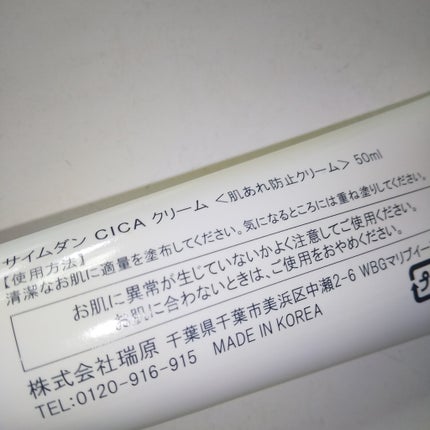 サイムダン CICA クリーム <肌あれ防止クリーム> 50ml
【使用方法】
清潔なお肌に適量を塗布してください。気になるところには重ね塗りしてください。
お肌に異常が生じていないかよく注意してご使用ください。
お肌に合わないときは、ご使用をおやめください。
株式会社瑞原 千葉県千葉市美浜区中瀬2-6 WBGマリブイー
TEL:0120-916-915 MADE IN KOREA